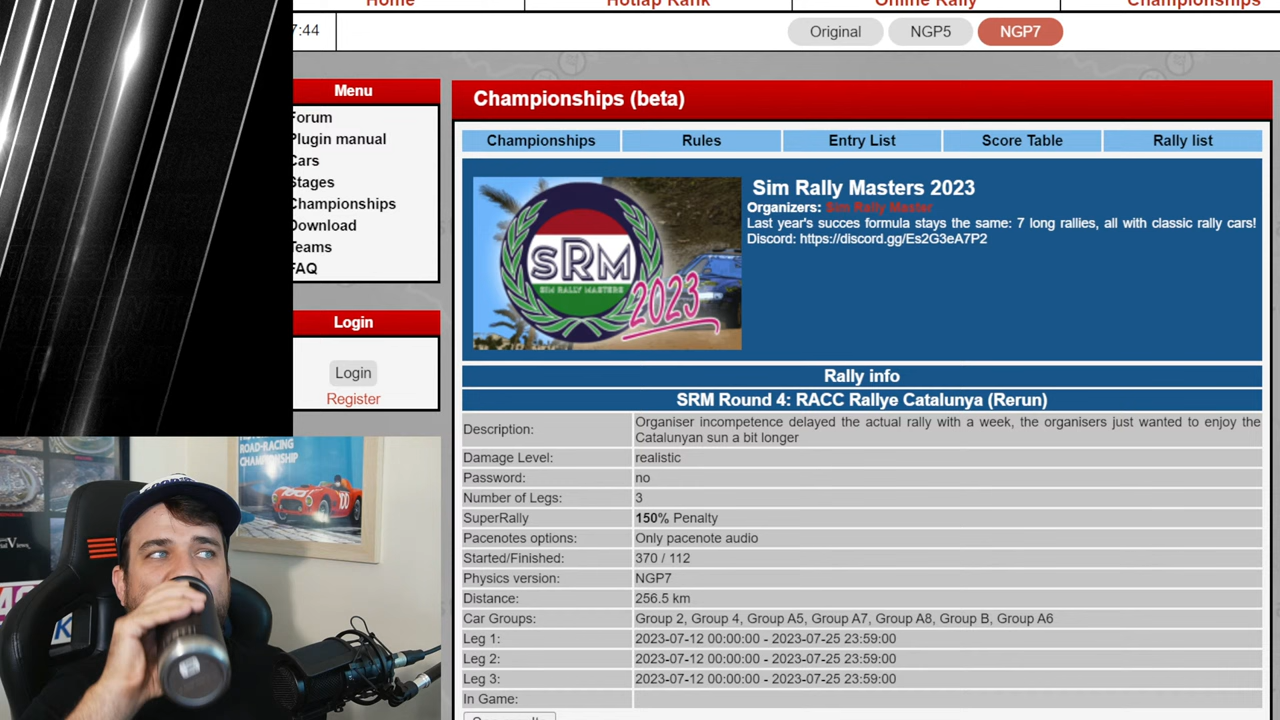 Home Hotlap Rank Online Rally Championships
7:44 Original NGP5 NGP7
Menu
Forum
Plugin manual
Cars
Stages
Championships
Download
Teams
FAQ
Login
Login
Register
Championships (beta)
Championships Rules Entry List Score Table Rally list
SRM
SIM RALLY MASTERS
2023
Sim Rally Masters 2023
Organizers: Sim Rally Master
Last year's succes formula stays the same: 7 long rallies, all with classic rally cars!
Discord: https://discord.gg/Es2G3eA7P2
Rally info
SRM Round 4: RACC Rallye Catalunya (Rerun)
Description: Organiser incompetence delayed the actual rally with a week, the organisers just wanted to enjoy the
Catalunyan sun a bit longer
Damage Level: realistic
Password: no
Number of Legs: 3
SuperRally 150% Penalty
Pacenotes options: Only pacenote audio
Started/Finished: 370 / 112
Physics version: NGP7
Distance: 256.5 km
Car Groups: Group 2, Group 4, Group A5, Group A7, Group A8, Group B, Group A6
Leg 1: 2023-07-12 00:00:00 - 2023-07-25 23:59:00
Leg 2: 2023-07-12 00:00:00 - 2023-07-25 23:59:00
Leg 3: 2023-07-12 00:00:00 - 2023-07-25 23:59:00
In Game:
ROAD-RACING
CHAMPIONSHIP